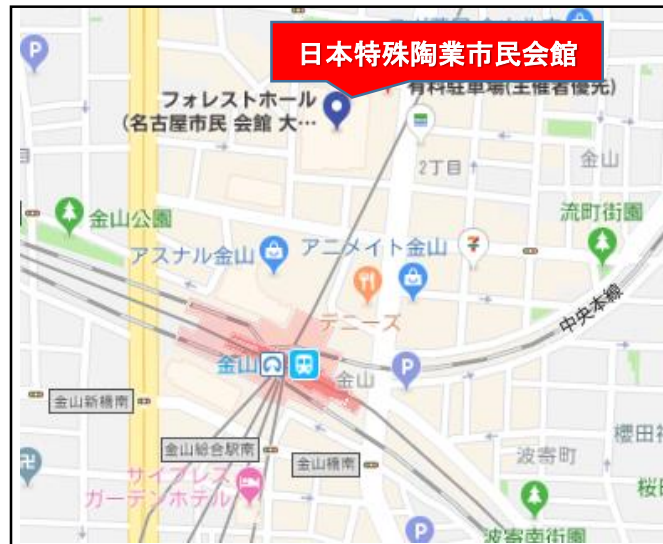 日本特殊陶業市民会館
フォレストホール
(名古屋市民 会館 大…
有料駐車場(主催者優先)
2丁目
金山
流町街園
金山公園
アスナル金山
アニメイト金山
デニーズ
中央本線
金山
金山
金山新橋南
金山総合駅南
金山橋南
サイプレス
ガーデンホテル
波寄町
櫻田神
桜田
波寄南街園
P
P
P
P